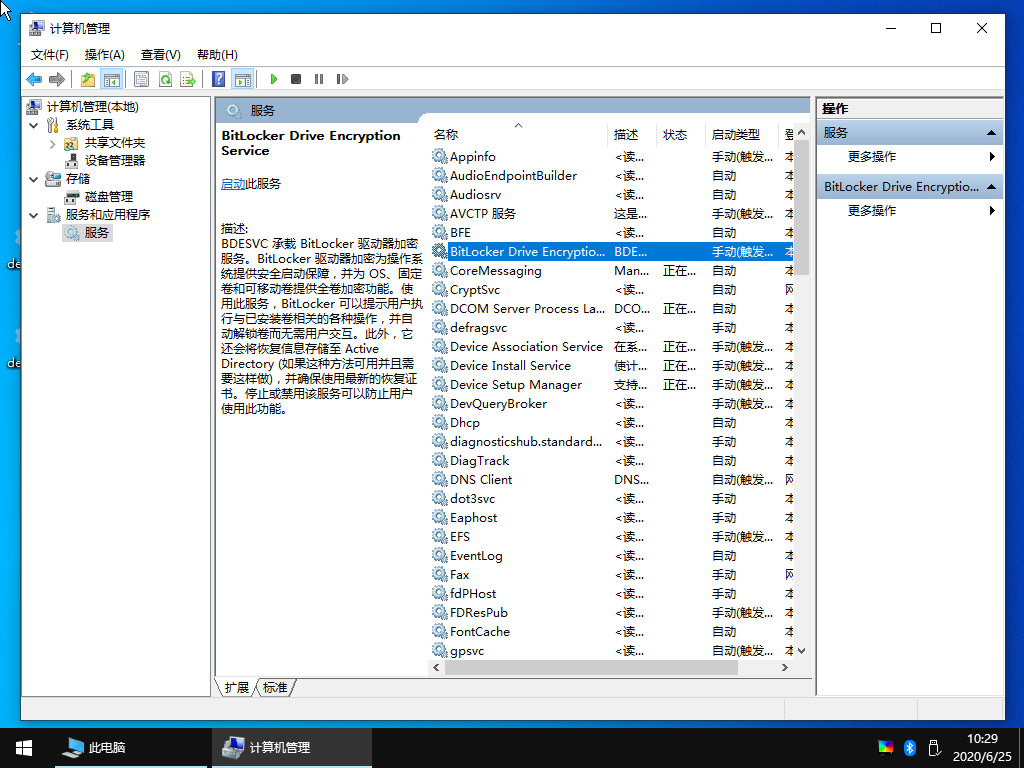 计算机管理
文件(F) 操作(A) 查看(V) 帮助(H)
计算机管理(本地)
系统工具
共享文件夹
设备管理器
存储
磁盘管理
服务和应用程序
服务
服务
BitLocker Drive Encryption
Service
启动此服务
描述:
BDESVC 承载 BitLocker 驱动器加密
服务。BitLocker 驱动器加密为操作系
统提供安全启动保障，并为 OS、固定
卷和可移动卷提供全卷加密功能。使
用此服务，BitLocker 可以提示用户执
行与已安装卷相关的各种操作，并自
动解锁卷而无需用户交互。此外，它
还会将恢复信息存储至 Active
Directory (如果这种方法可用并且需
要这样做)，并确保使用最新的恢复证
书。停止或禁用该服务可以防止用户
使用此功能。
名称 描述 状态 启动类型 登
Appinfo <读... 手动(触发... 本
AudioEndpointBuilder <读... 自动 本
Audiosrv <读... 自动 本
AVCTP 服务 这是... 手动(触发... 本
BFE <读... 自动 本
BitLocker Drive Encryptio... BDE... 手动(触发... 本
CoreMessaging Man... 正在... 自动 本
CryptSvc <读... 自动 网
DCOM Server Process La... DCO... 正在... 自动 本
defragsvc <读... 手动 本
Device Association Service 在系... 正在... 手动(触发... 本
Device Install Service 使计... 正在... 手动(触发... 本
Device Setup Manager 支持... 正在... 手动(触发... 本
DevQueryBroker <读... 手动(触发... 本
Dhcp <读... 自动 本
diagnosticshub.standard... <读... 手动 本
DiagTrack <读... 自动 本
DNS Client DNS... 自动(触发... 网
dot3svc <读... 手动 本
Eaphost <读... 手动 本
EFS <读... 手动(触发... 本
EventLog <读... 自动 本
Fax <读... 手动 网
fdPHost <读... 手动 本
FDResPub <读... 手动(触发... 本
FontCache <读... 自动 本
gpsvc <读... 自动(触发... 本
扩展 标准
操作
服务
更多操作
BitLocker Drive Encryptio...
更多操作
de
de
此电脑
计算机管理
10:29
2020/6/25